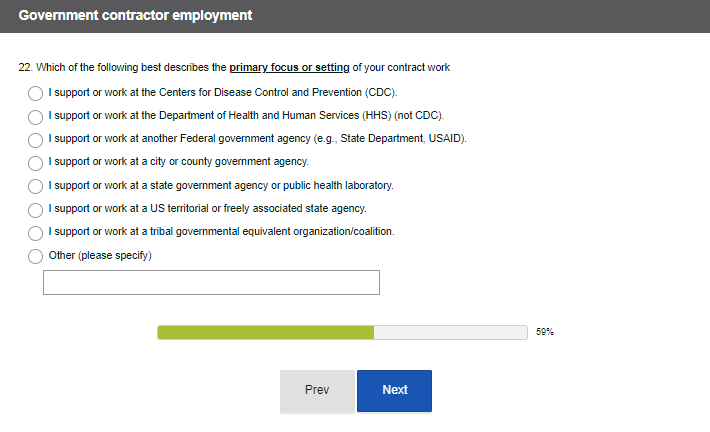 Government contractor employment
22. Which of the following best describes the primary focus or setting of your contract work
I support or work at the Centers for Disease Control and Prevention (CDC).
I support or work at the Department of Health and Human Services (HHS) (not CDC).
I support or work at another Federal government agency (e.g., State Department, USAID).
I support or work at a city or county government agency.
I support or work at a state government agency or public health laboratory.
I support or work at a US territorial or freely associated state agency.
I support or work at a tribal governmental equivalent organization/coalition.
Other (please specify)
59%
Prev
Next